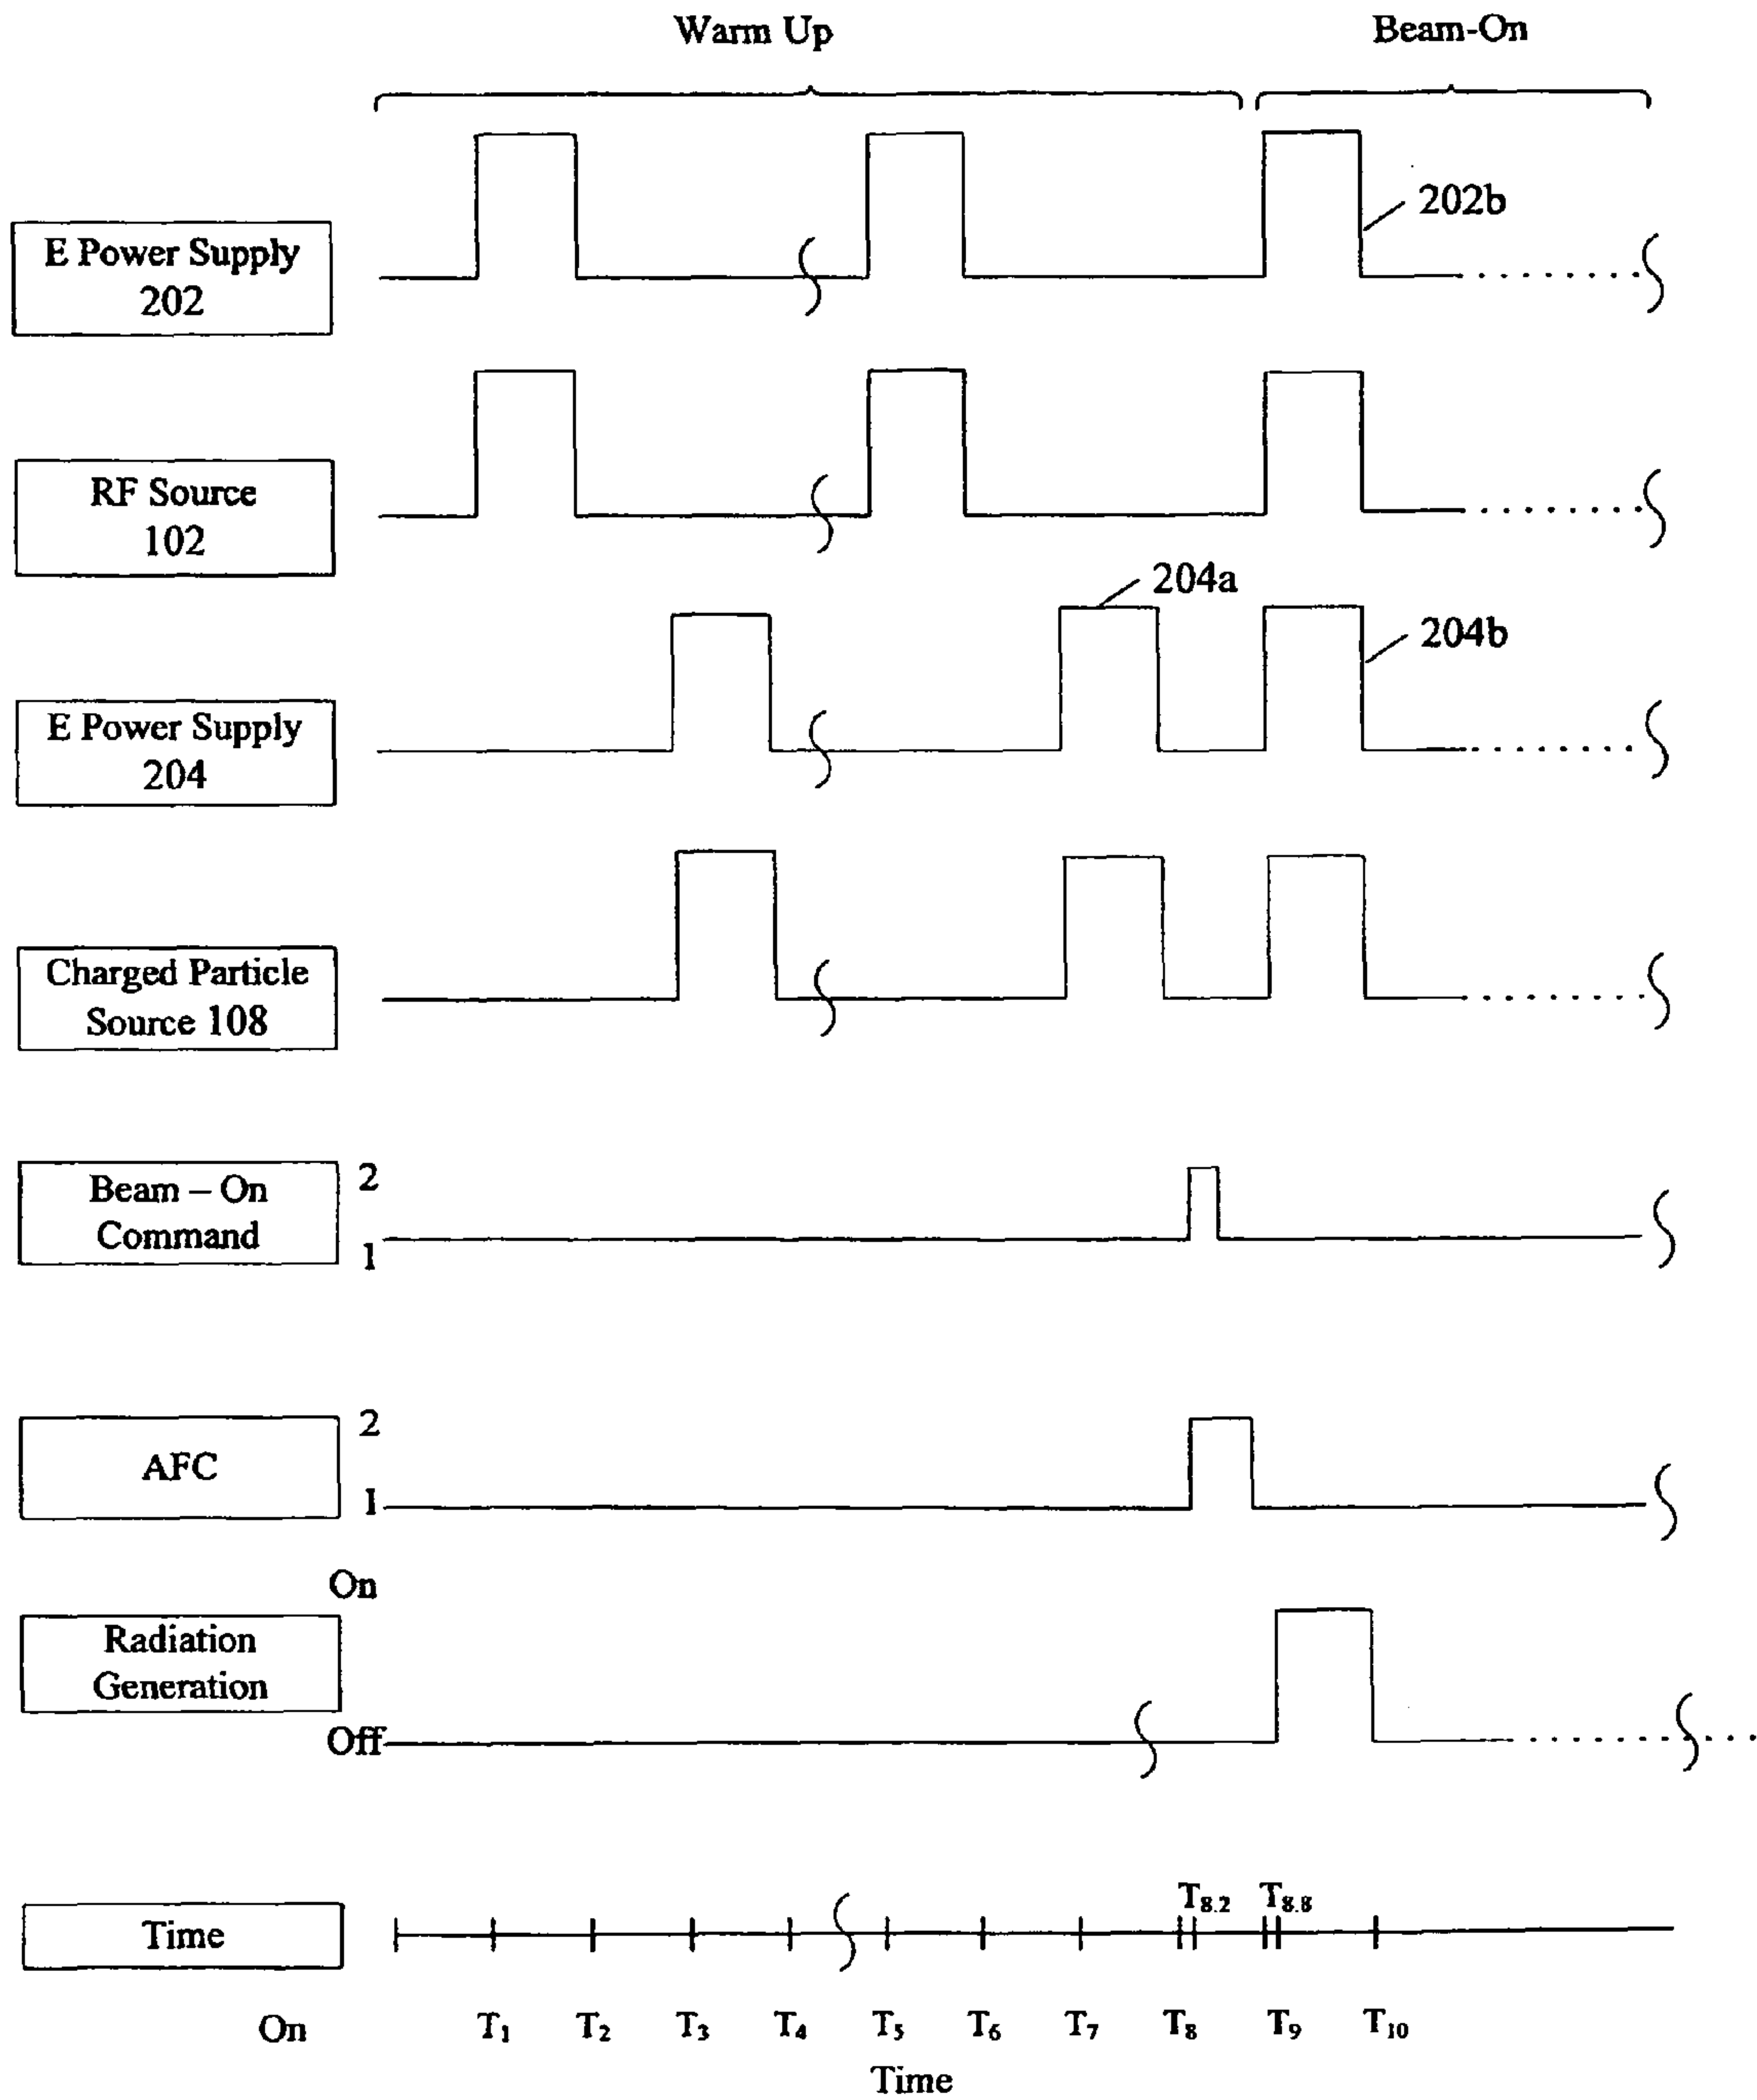 Warm Up
Beam-On
E Power Supply
202
202b
RF Source
102
204a
E Power Supply
204
204b
Charged Particle
Source 108
Beam – On
Command
2
1
AFC
2
1
On
Radiation
Generation
Off
Time
T8.2
T8.8
On
T1
T2
T3
T4
T5
T6
T7
T8
T9
T10
Time